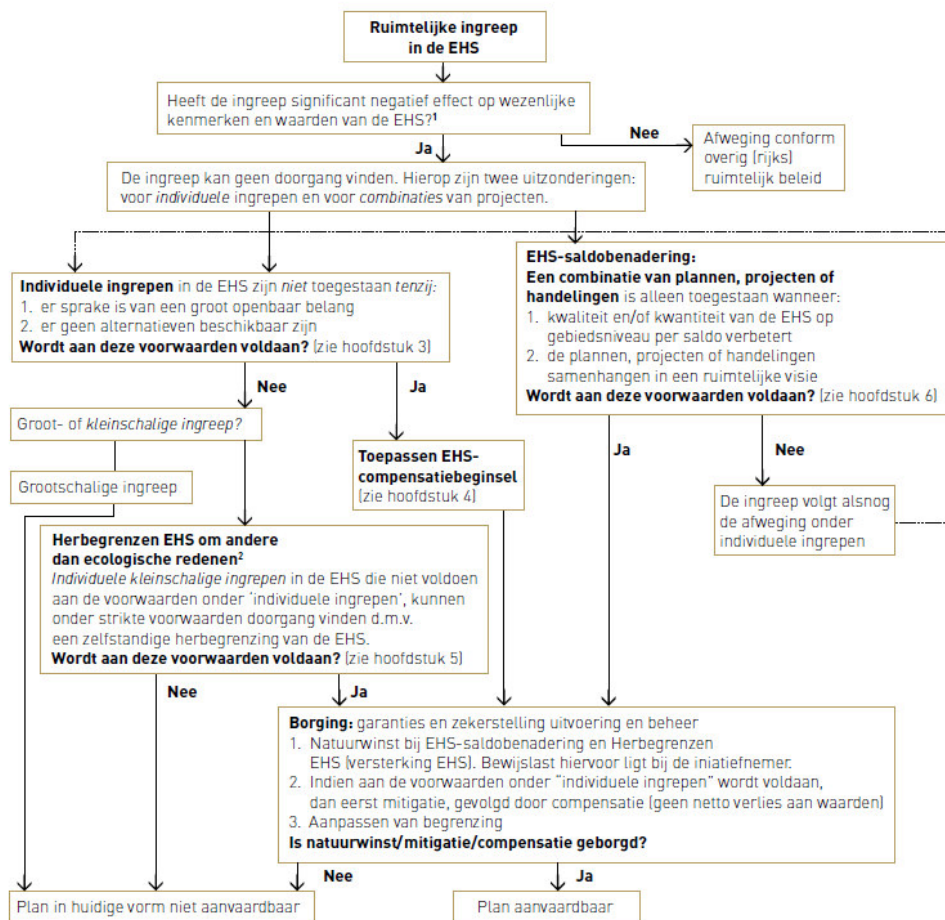 Ruimtelijke ingreep
in de EHS
Heeft de ingreep significant negatief effect op wezenlijke
kenmerken en waarden van de EHS?1
Nee
Afweging conform
overig (rijks)
ruimtelijk beleid
Ja
De ingreep kan geen doorgang vinden. Hierop zijn twee uitzonderingen:
voor individuele ingrepen en voor combinaties van projecten.
Individuele ingrepen in de EHS zijn niet toegestaan tenzij:
1. er sprake is van een groot openbaar belang
2. er geen alternatieven beschikbaar zijn
Wordt aan deze voorwaarden voldaan? (zie hoofdstuk 3)
EHS-saldobenadering:
Een combinatie van plannen, projecten of
handelingen is alleen toegestaan wanneer:
1. kwaliteit en/of kwantiteit van de EHS op
gebiedsniveau per saldo verbetert
2. de plannen, projecten of handelingen
samenhangen in een ruimtelijke visie
Wordt aan deze voorwaarden voldaan? (zie hoofdstuk 6)
Nee
Ja
Groot- of kleinschalige ingreep?
Grootschalige ingreep
Toepassen EHS-
compensatiebeginsel
(zie hoofdstuk 4)
Ja
Nee
De ingreep volgt alsnog
de afweging onder
individuele ingrepen
Herbegrenzen EHS om andere
dan ecologische redenen2
Individuele kleinschalige ingrepen in de EHS die niet voldoen
aan de voorwaarden onder 'individuele ingrepen', kunnen
onder strikte voorwaarden doorgang vinden d.m.v.
een zelfstandige herbegrenzing van de EHS.
Wordt aan deze voorwaarden voldaan? (zie hoofdstuk 5)
Nee
Ja
Borging: garanties en zekerstelling uitvoering en beheer
1. Natuurwinst bij EHS-saldobenadering en Herbegrenzen
EHS (versterking EHS). Bewijslast hiervoor ligt bij de iniatiefnemer.
2. Indien aan de voorwaarden onder "individuele ingrepen" wordt voldaan,
dan eerst mitigatie, gevolgd door compensatie (geen netto verlies aan waarden)
3. Aanpassen van begrenzing
Is natuurwinst/mitigatie/compensatie geborgd?
Nee
Ja
Plan in huidige vorm niet aanvaardbaar
Plan aanvaardbaar